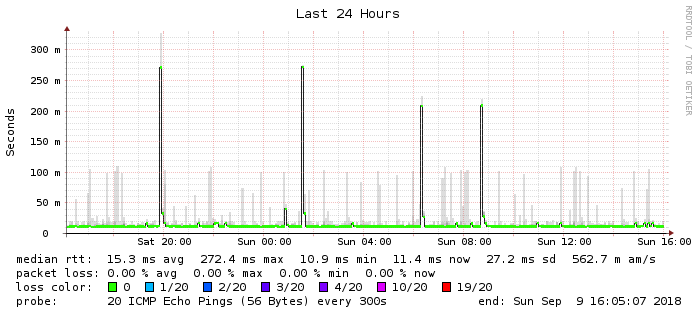 Last 24 Hours
RRDTOOL / TOBI OETIKER
Seconds
300 m
250 m
200 m
150 m
100 m
50 m
0
Sat 20:00 Sun 00:00 Sun 04:00 Sun 08:00 Sun 12:00 Sun 16:00
median rtt: 15.3 ms avg 272.4 ms max 10.9 ms min 11.4 ms now 27.2 ms sd 562.7 m am/s
packet loss: 0.00 % avg 0.00 % max 0.00 % min 0.00 % now
loss color: 0 1/20 2/20 3/20 4/20 10/20 19/20
probe: 20 ICMP Echo Pings (56 Bytes) every 300s end: Sun Sep 9 16:05:07 2018